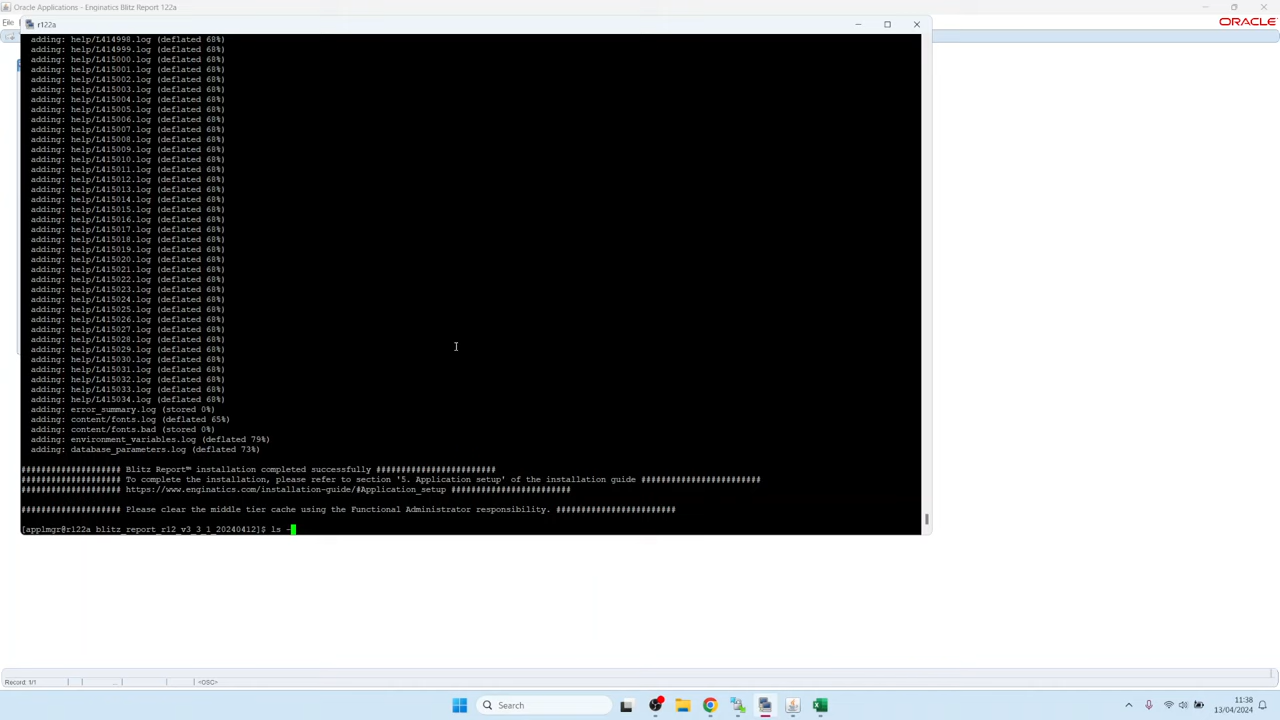 Oracle Applications - Enginatics Blitz Report 122a
File
ORACLE
r122a
adding: help/L414998.log (deflated 68%)
adding: help/L414999.log (deflated 68%)
adding: help/L415000.log (deflated 68%)
adding: help/L415001.log (deflated 68%)
adding: help/L415002.log (deflated 68%)
adding: help/L415003.log (deflated 68%)
adding: help/L415004.log (deflated 68%)
adding: help/L415005.log (deflated 68%)
adding: help/L415006.log (deflated 68%)
adding: help/L415007.log (deflated 68%)
adding: help/L415008.log (deflated 68%)
adding: help/L415009.log (deflated 68%)
adding: help/L415010.log (deflated 68%)
adding: help/L415011.log (deflated 68%)
adding: help/L415012.log (deflated 68%)
adding: help/L415013.log (deflated 68%)
adding: help/L415014.log (deflated 68%)
adding: help/L415015.log (deflated 68%)
adding: help/L415016.log (deflated 68%)
adding: help/L415017.log (deflated 68%)
adding: help/L415018.log (deflated 68%)
adding: help/L415019.log (deflated 68%)
adding: help/L415020.log (deflated 68%)
adding: help/L415021.log (deflated 68%)
adding: help/L415022.log (deflated 68%)
adding: help/L415023.log (deflated 68%)
adding: help/L415024.log (deflated 68%)
adding: help/L415025.log (deflated 68%)
adding: help/L415026.log (deflated 68%)
adding: help/L415027.log (deflated 68%)
adding: help/L415028.log (deflated 68%)
adding: help/L415029.log (deflated 68%)
adding: help/L415030.log (deflated 68%)
adding: help/L415031.log (deflated 68%)
adding: help/L415032.log (deflated 68%)
adding: help/L415033.log (deflated 68%)
adding: help/L415034.log (deflated 68%)
adding: error_summary.log (stored 0%)
adding: content/fonts.log (deflated 65%)
adding: content/fonts.bad (stored 0%)
adding: environment_variables.log (deflated 79%)
adding: database_parameters.log (deflated 73%)
#################### Blitz Report™ installation completed successfully ########################
#################### To complete the installation, please refer to section '5. Application setup' of the installation guide ########################
#################### https://www.enginatics.com/installation-guide/#Application_setup ########################
#################### Please clear the middle tier cache using the Functional Administrator responsibility. ########################
[applmgr@r122a blitz_report_r12_v3_3_1_20240412]$ ls -
Record: 1/1
...
<OSC>
Search
11:38
13/04/2024